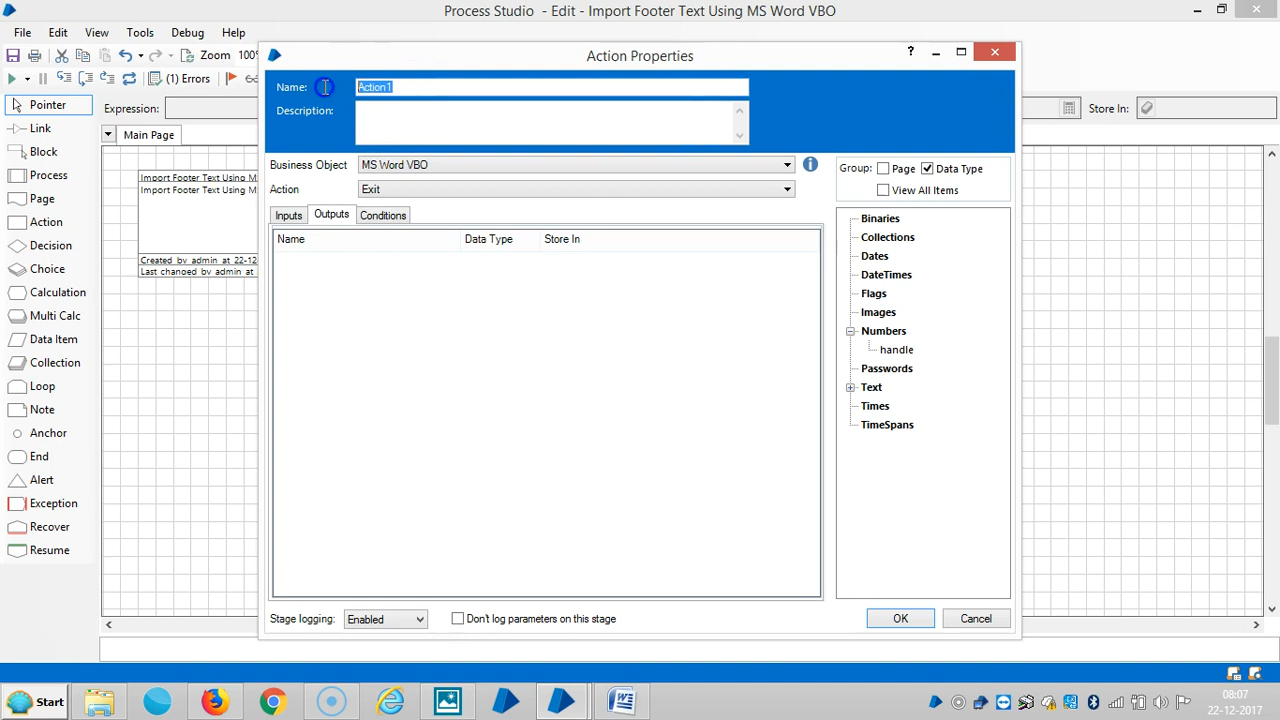 Process Studio - Edit - Import Footer Text Using MS Word VBO
File Edit View Tools Debug Help
Zoom 100%
(1) Errors
Action Properties
?
Pointer
Link
Block
Process
Page
Action
Decision
Choice
Calculation
Multi Calc
Data Item
Collection
Loop
Note
Anchor
End
Alert
Exception
Recover
Resume
Expression:
Store In:
Main Page
Import Footer Text Using M
Import Footer Text Using M
Created by admin at 22-12
Last changed by admin at
Name: Action1
Description:
Business Object MS Word VBO
Action Exit
Inputs Outputs Conditions
Name Data Type Store In
Group: Page Data Type
View All Items
Binaries
Collections
Dates
DateTimes
Flags
Images
Numbers
handle
Passwords
Text
Times
TimeSpans
Stage logging: Enabled Don't log parameters on this stage
OK Cancel
Start
08:07
22-12-2017